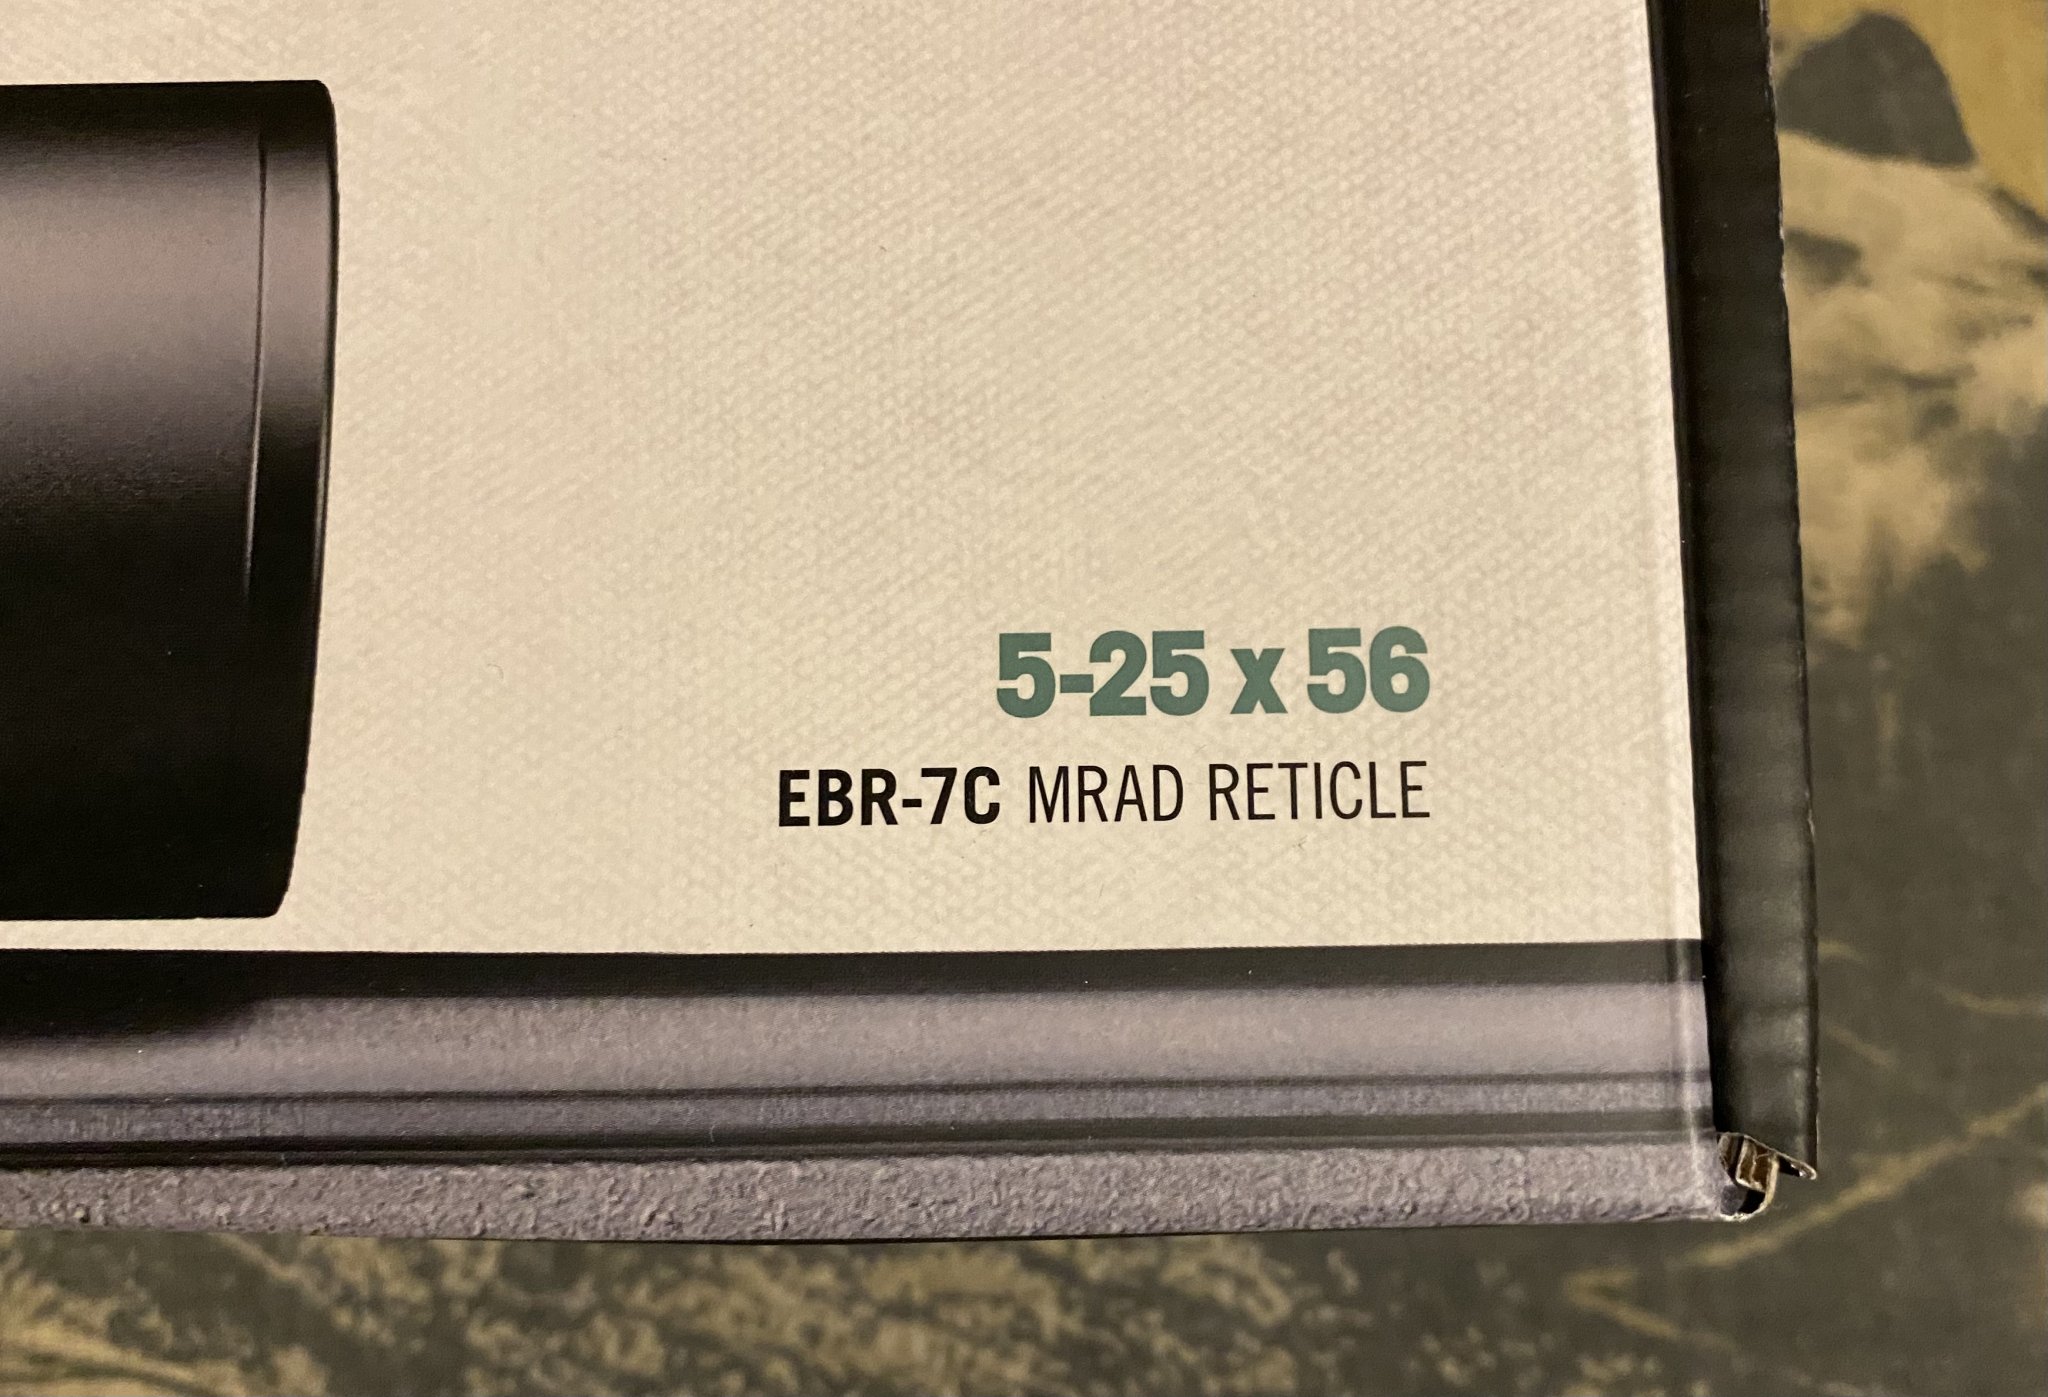 5-25 x 56
EBR-7C MRAD RETICLE